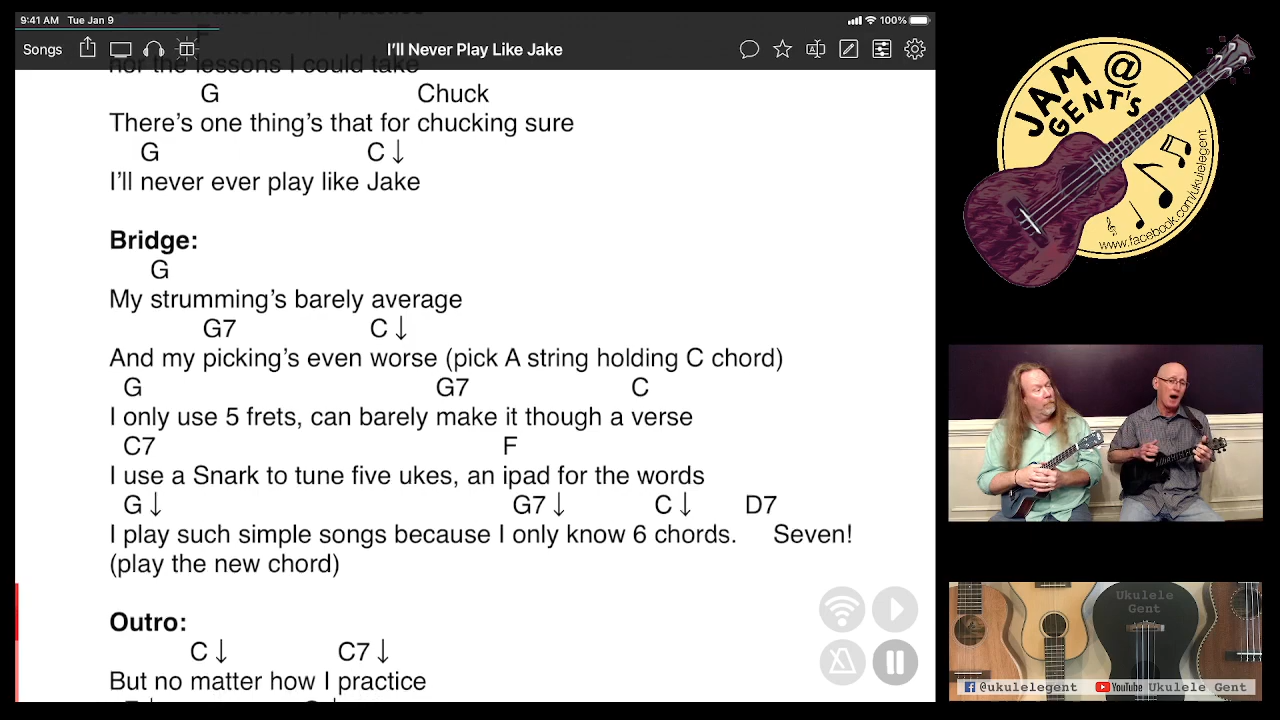 9:41 AM Tue Jan 9
100%
Songs
I'll Never Play Like Jake
nor the lessons I could take
G Chuck
There's one thing's that for chucking sure
G C↓
I'll never ever play like Jake
Bridge:
G
My strumming's barely average
G7 C↓
And my picking's even worse (pick A string holding C chord)
G G7 C
I only use 5 frets, can barely make it though a verse
C7 F
I use a Snark to tune five ukes, an ipad for the words
G↓ G7↓ C↓ D7
I play such simple songs because I only know 6 chords. Seven!
(play the new chord)
Outro:
C↓ C7↓
But no matter how I practice
JAM @
GENT'S
www.facebook.com/ukulelegent
Ukulele
Gent
@ukulelegent YouTube Ukulele Gent